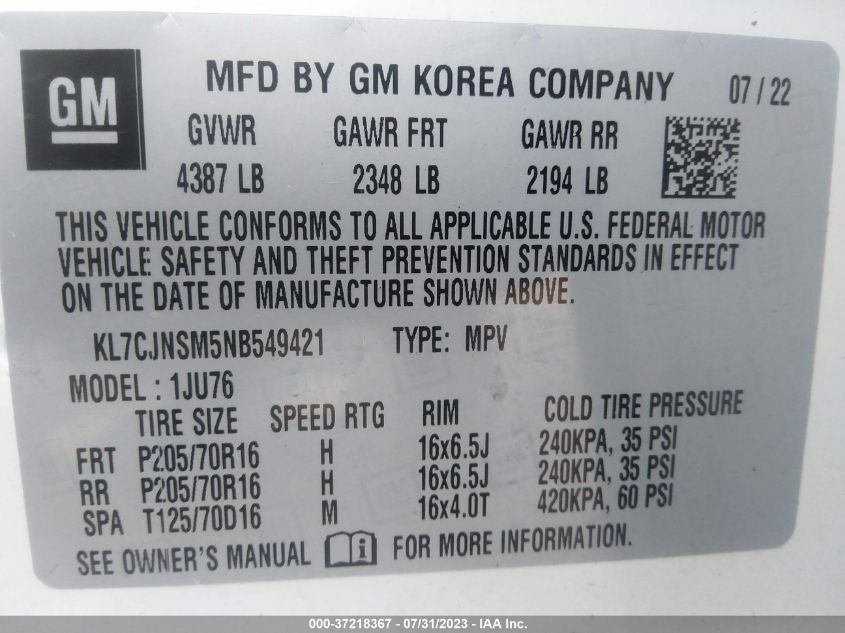 GM
MFD BY GM KOREA COMPANY 07 / 22
GVWR GAWR FRT GAWR RR
4387 LB 2348 LB 2194 LB
THIS VEHICLE CONFORMS TO ALL APPLICABLE U.S. FEDERAL MOTOR
VEHICLE SAFETY AND THEFT PREVENTION STANDARDS IN EFFECT
ON THE DATE OF MANUFACTURE SHOWN ABOVE.
KL7CJNSM5NB549421 TYPE: MPV
MODEL : 1JU76
TIRE SIZE SPEED RTG RIM COLD TIRE PRESSURE
FRT P205/70R16 H 16x6.5J 240KPA, 35 PSI
RR P205/70R16 H 16x6.5J 240KPA, 35 PSI
SPA T125/70D16 M 16x4.0T 420KPA, 60 PSI
SEE OWNER'S MANUAL i FOR MORE INFORMATION.
000-37218367 - 07/31/2023 - IAA Inc.